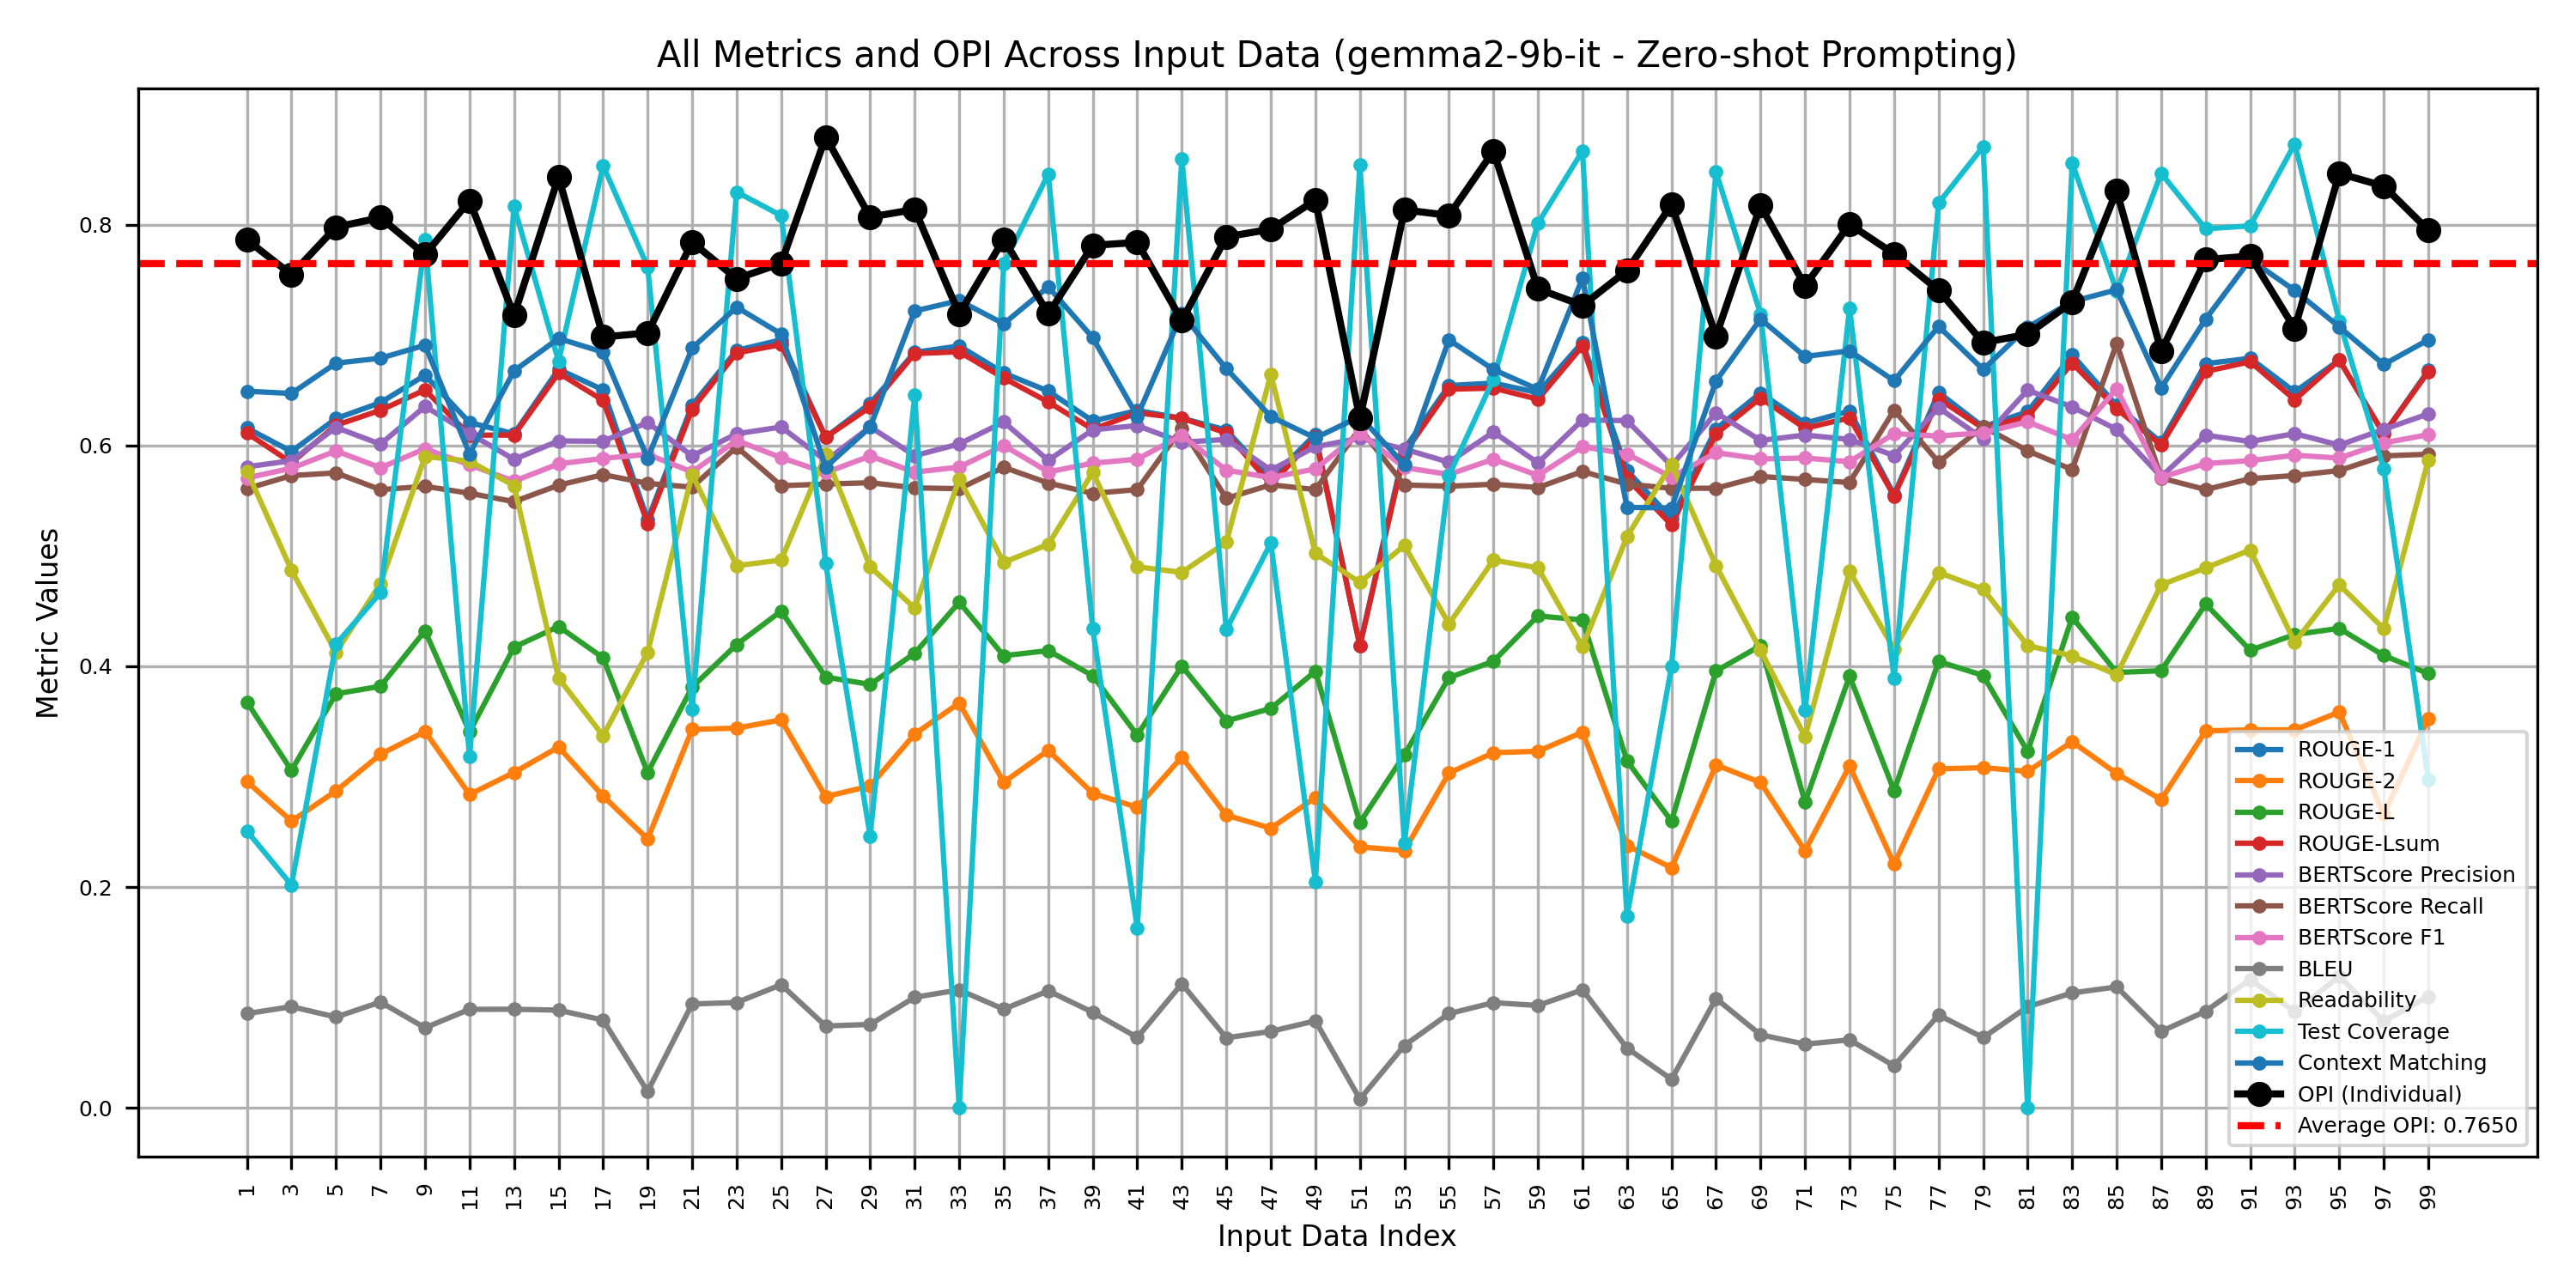 All Metrics and OPI Across Input Data (gemma2-9b-it - Zero-shot Prompting)
Metric Values
0.8
0.6
0.4
0.2
0.0
ROUGE-1
ROUGE-2
ROUGE-L
ROUGE-Lsum
BERTScore Precision
BERTScore Recall
BERTScore F1
BLEU
Readability
Test Coverage
Context Matching
OPI (Individual)
Average OPI: 0.7650
1 3 5 7 9 11 13 15 17 19 21 23 25 27 29 31 33 35 37 39 41 43 45 47 49 51 53 55 57 59 61 63 65 67 69 71 73 75 77 79 81 83 85 87 89 91 93 95 97 99
Input Data Index